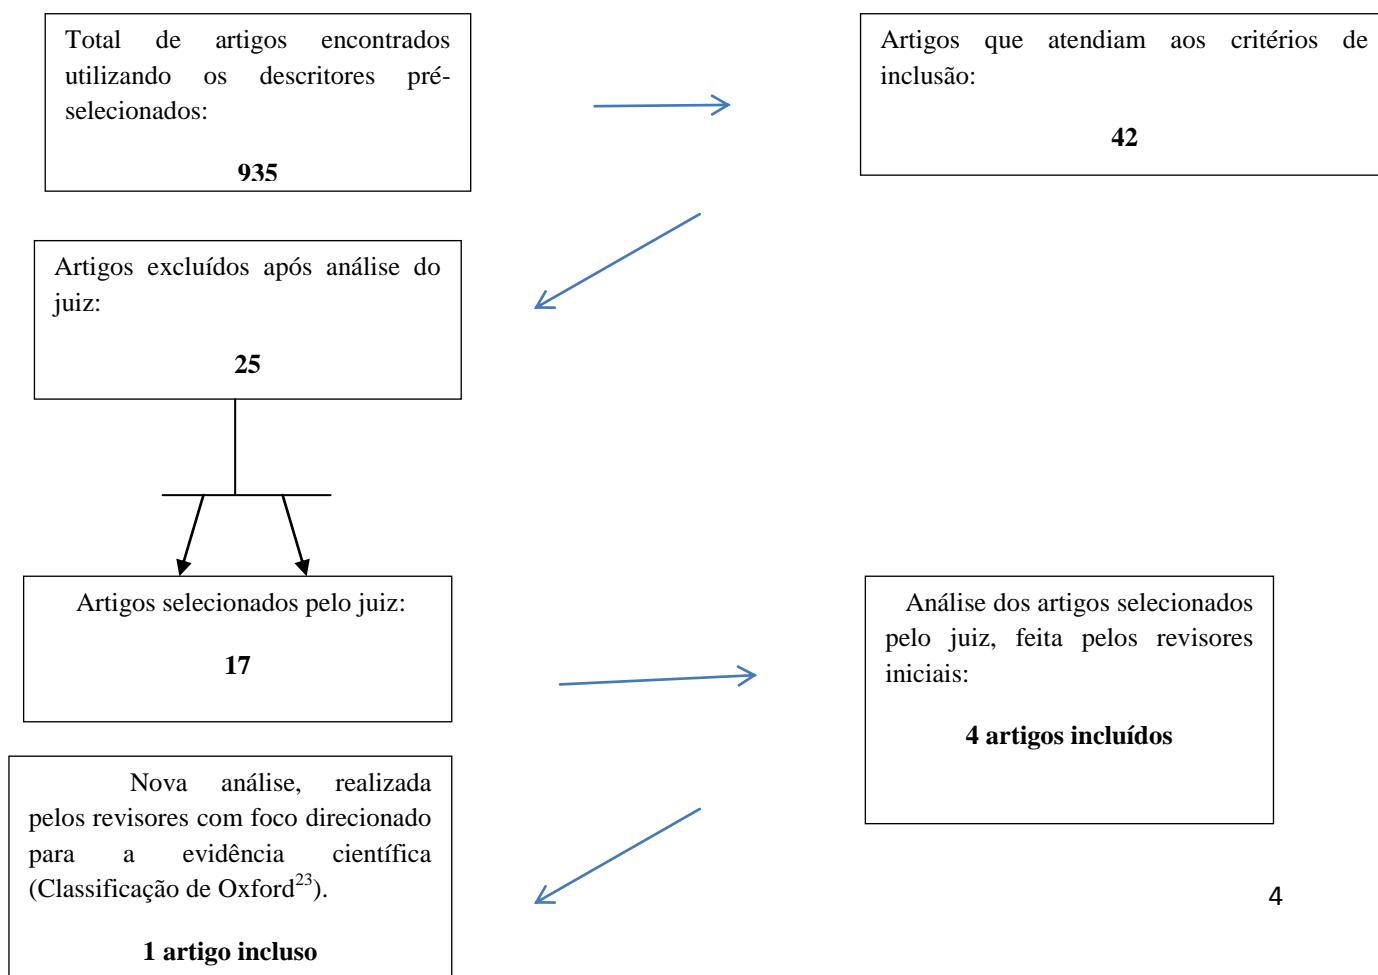 Total de artigos encontrados
utilizando os descritores pré-
selecionados:
935
Artigos que atendiam aos critérios de
inclusão:
42
Artigos excluídos após análise do
juiz:
25
Artigos selecionados pelo juiz:
17
Análise dos artigos selecionados
pelo juiz, feita pelos revisores
iniciais:
4 artigos incluídos
Nova análise, realizada
pelos revisores com foco direcionado
para a evidência científica
(Classificação de Oxford23).
1 artigo incluso
4